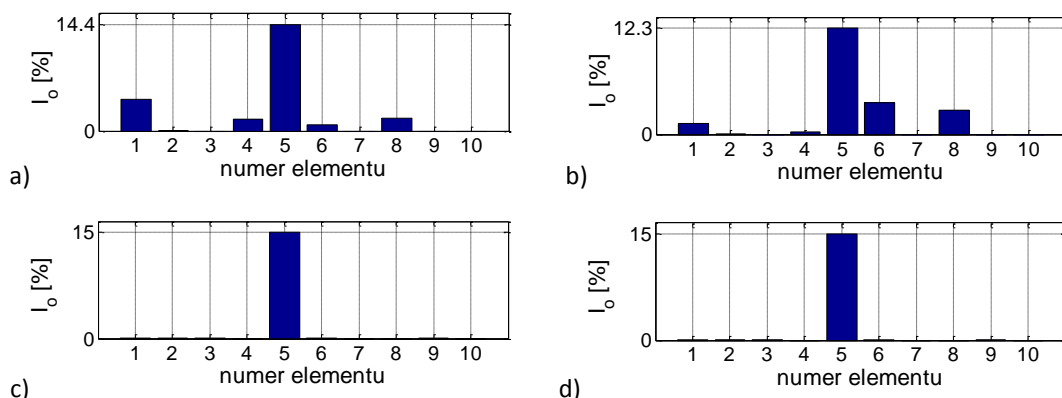 14.4
I_o [%]
0
1 2 3 4 5 6 7 8 9 10
numer elementu
a)
12.3
I_o [%]
0
1 2 3 4 5 6 7 8 9 10
numer elementu
b)
15
I_o [%]
0
1 2 3 4 5 6 7 8 9 10
numer elementu
c)
15
I_o [%]
0
1 2 3 4 5 6 7 8 9 10
numer elementu
d)